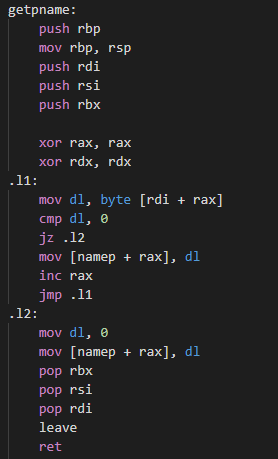 getpname:
    push rbp
    mov rbp, rsp
    push rdi
    push rsi
    push rbx

    xor rax, rax
    xor rdx, rdx
.l1:
    mov dl, byte [rdi + rax]
    cmp dl, 0
    jz .l2
    mov [namep + rax], dl
    inc rax
    jmp .l1
.l2:
    mov dl, 0
    mov [namep + rax], dl
    pop rbx
    pop rsi
    pop rdi
    leave
    ret